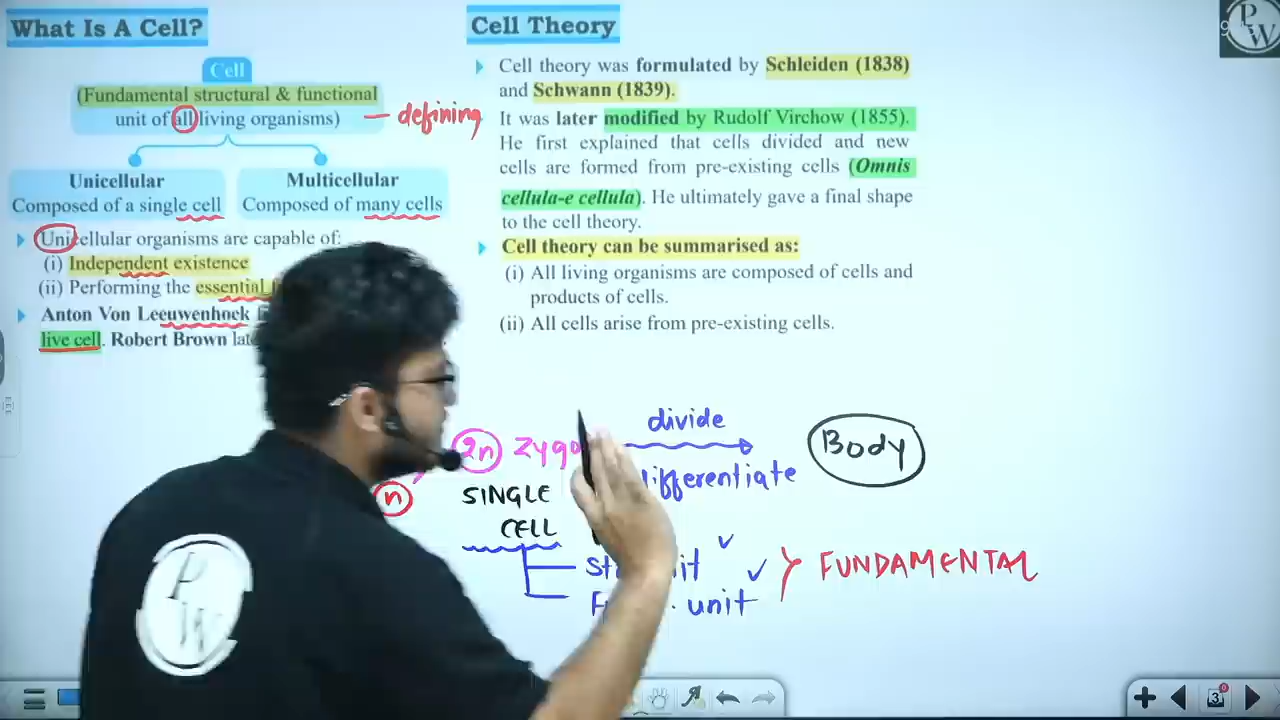 What Is A Cell?
Cell
(Fundamental structural & functional
unit of all living organisms)
defining
Unicellular
Composed of a single cell
Multicellular
Composed of many cells
Unicellular organisms are capable of:
(i) Independent existence
(ii) Performing the essential
Anton Von Leeuwenhoek
live cell. Robert Brown
Cell Theory
Cell theory was formulated by Schleiden (1838)
and Schwann (1839).
It was later modified by Rudolf Virchow (1855).
He first explained that cells divided and new
cells are formed from pre-existing cells (Omnis
cellula-e cellula). He ultimately gave a final shape
to the cell theory.
Cell theory can be summarised as:
(i) All living organisms are composed of cells and
products of cells.
(ii) All cells arise from pre-existing cells.
n
2n
SINGLE
CELL
divide
Body
unit
FUNDAMENTAL
PW
PW
3